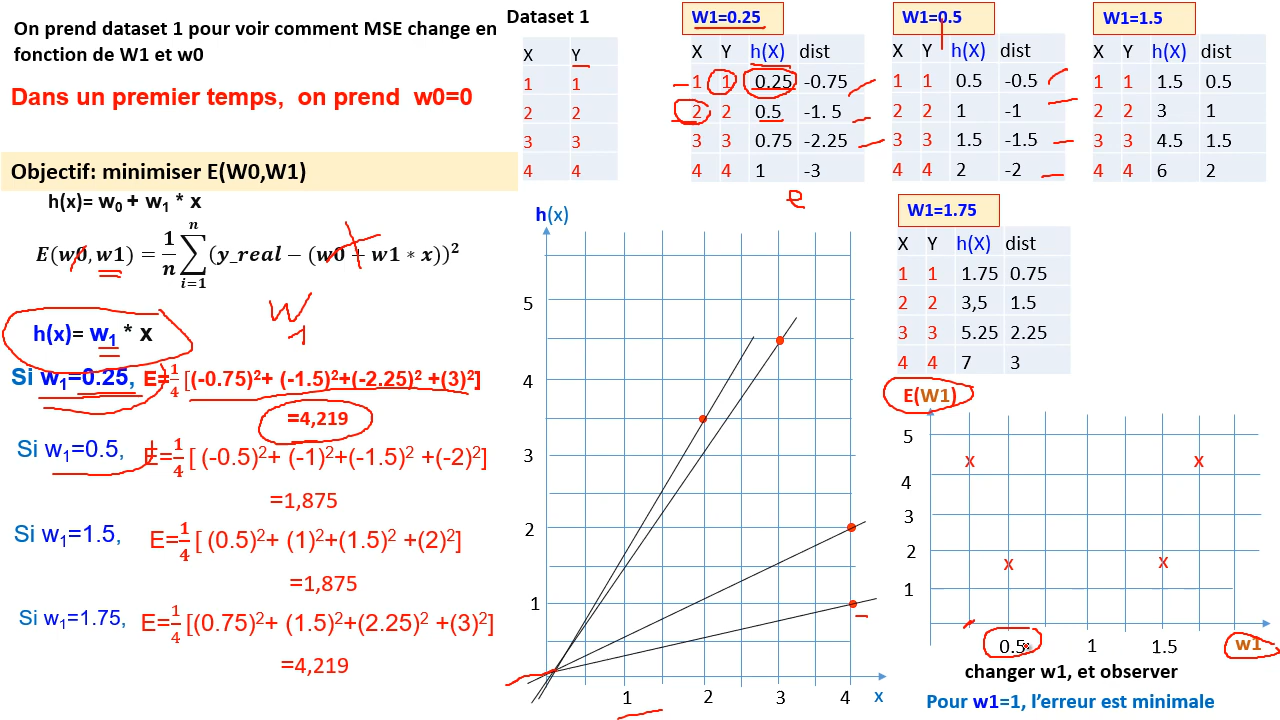 On prend dataset 1 pour voir comment MSE change en
fonction de W1 et w0
Dans un premier temps, on prend w0=0
Objectif: minimiser E(W0,W1)
h(x)= w₀ + w₁ * x
E(w0, w1) = 1/n ∑ⁿᵢ₌₁ (y_real − (w0 + w1 ∗ x))²
W
1
h(x)= w₁ * x
Si w₁=0.25, E=1/4 [(-0.75)²+ (-1.5)²+(-2.25)² +(3)²]
=4,219
Si w₁=0.5, E=1/4 [ (-0.5)²+ (-1)²+(-1.5)² +(-2)²]
=1,875
Si w₁=1.5, E=1/4 [ (0.5)²+ (1)²+(1.5)² +(2)²]
=1,875
Si w₁=1.75, E=1/4 [(0.75)²+ (1.5)²+(2.25)² +(3)²]
=4,219
Dataset 1
X Y
1 1
2 2
3 3
4 4
W1=0.25
X Y h(X) dist
1 1 0.25 -0.75
2 2 0.5 -1. 5
3 3 0.75 -2.25
4 4 1 -3
e
W1=0.5
X Y h(X) dist
1 1 0.5 -0.5
2 2 1 -1
3 3 1.5 -1.5
4 4 2 -2
W1=1.5
X Y h(X) dist
1 1 1.5 0.5
2 2 3 1
3 3 4.5 1.5
4 4 6 2
W1=1.75
X Y h(X) dist
1 1 1.75 0.75
2 2 3,5 1.5
3 3 5.25 2.25
4 4 7 3
h(x)
5
4
3
2
1
1 2 3 4 x
E(W1)
5
4
3
2
1
0.5 1 1.5 w1
changer w1, et observer
Pour w1=1, l'erreur est minimale